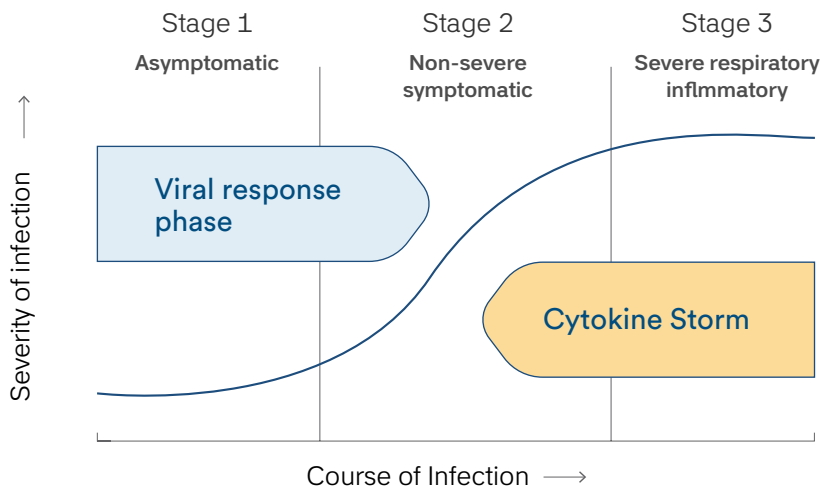 Stage 1
Asymptomatic
Stage 2
Non-severe
symptomatic
Stage 3
Severe respiratory
inflmmatory
Severity of infection
Viral response
phase
Cytokine Storm
Course of Infection